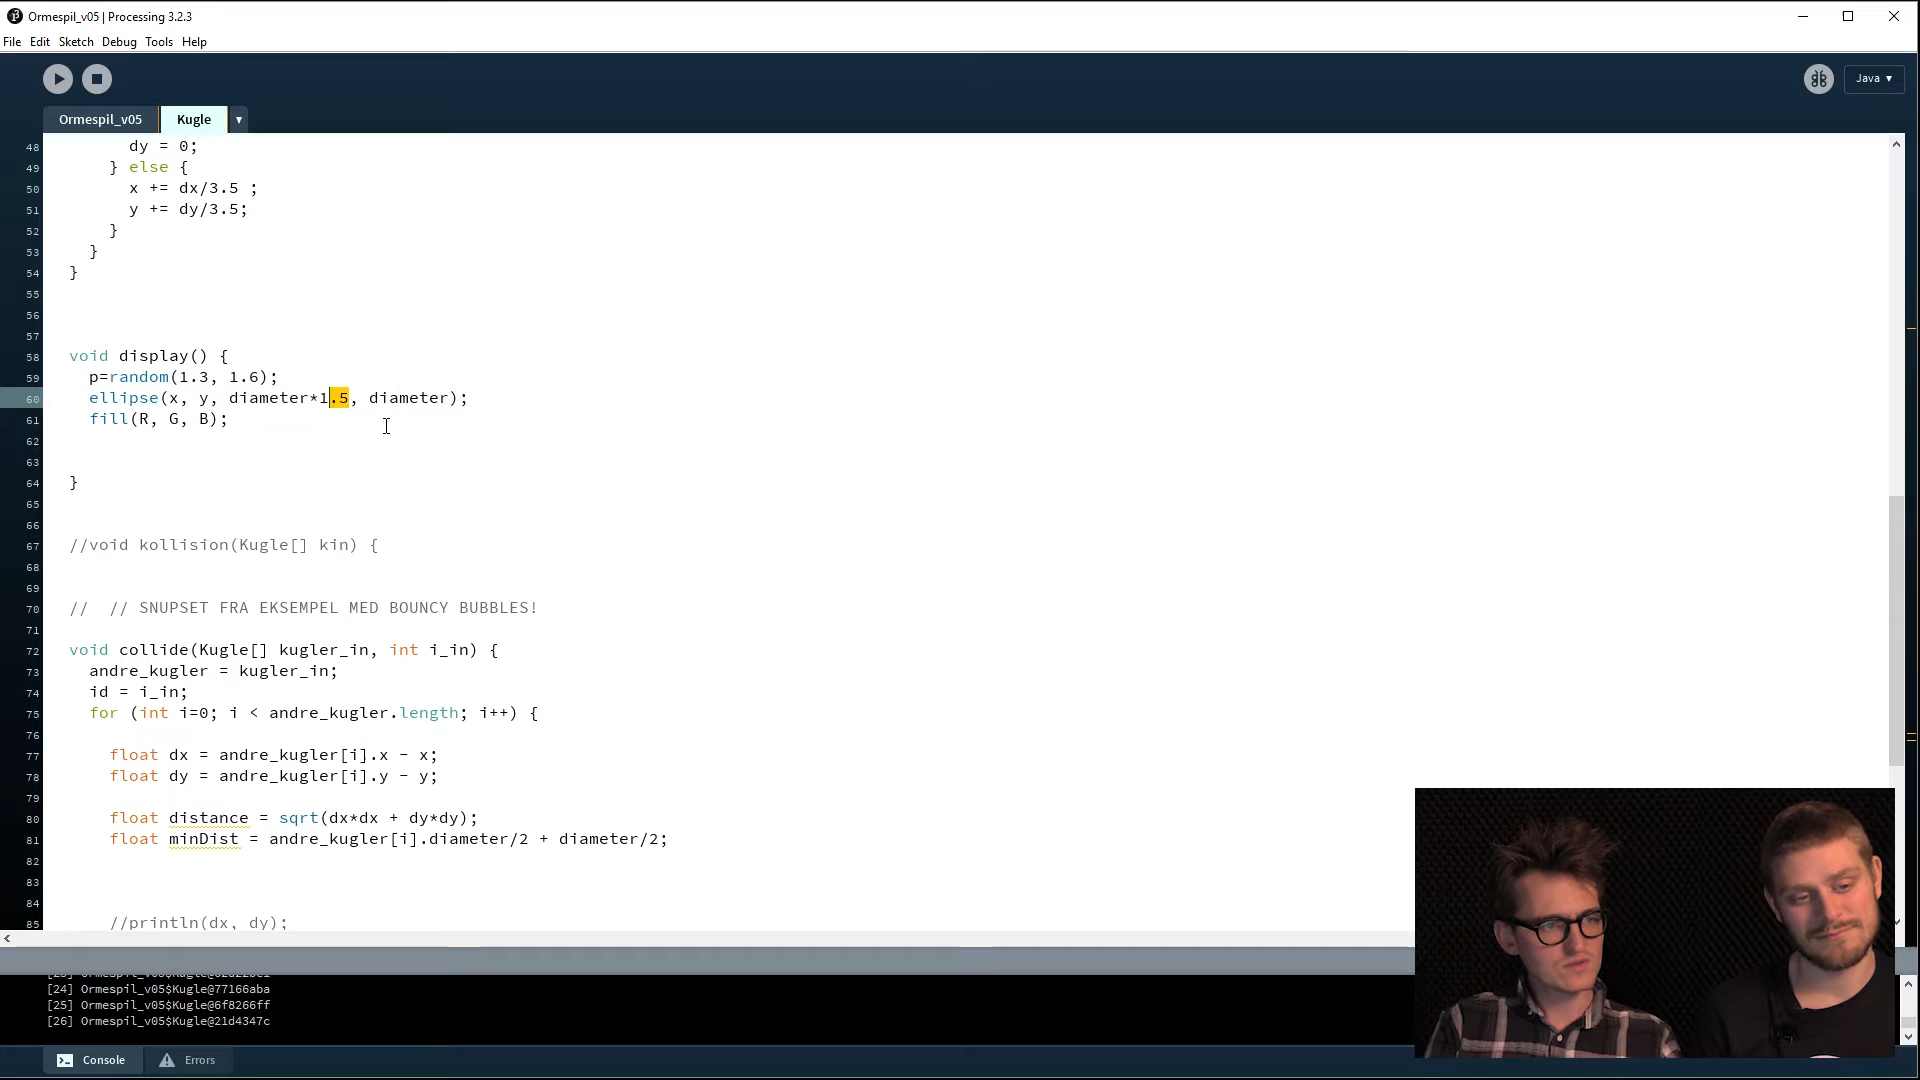 Ormespil_v05 | Processing 3.2.3
File Edit Sketch Debug Tools Help
Java ▾
Ormespil_v05 Kugle ▾
48 dy = 0;
49 } else {
50 x += dx/3.5 ;
51 y += dy/3.5;
52 }
53 }
54 }
55
56
57
58 void display() {
59 p=random(1.3, 1.6);
60 ellipse(x, y, diameter*1.5, diameter);
61 fill(R, G, B);
62
63
64 }
65
66
67 //void kollision(Kugle[] kin) {
68
69
70 // // SNUPSET FRA EKSEMPEL MED BOUNCY BUBBLES!
71
72 void collide(Kugle[] kugler_in, int i_in) {
73 andre_kugler = kugler_in;
74 id = i_in;
75 for (int i=0; i < andre_kugler.length; i++) {
76
77 float dx = andre_kugler[i].x - x;
78 float dy = andre_kugler[i].y - y;
79
80 float distance = sqrt(dx*dx + dy*dy);
81 float minDist = andre_kugler[i].diameter/2 + diameter/2;
82
83
84
85 //println(dx, dy);
[24] Ormespil_v05$Kugle@77166aba
[25] Ormespil_v05$Kugle@6f8266ff
[26] Ormespil_v05$Kugle@21d4347c
Console Errors